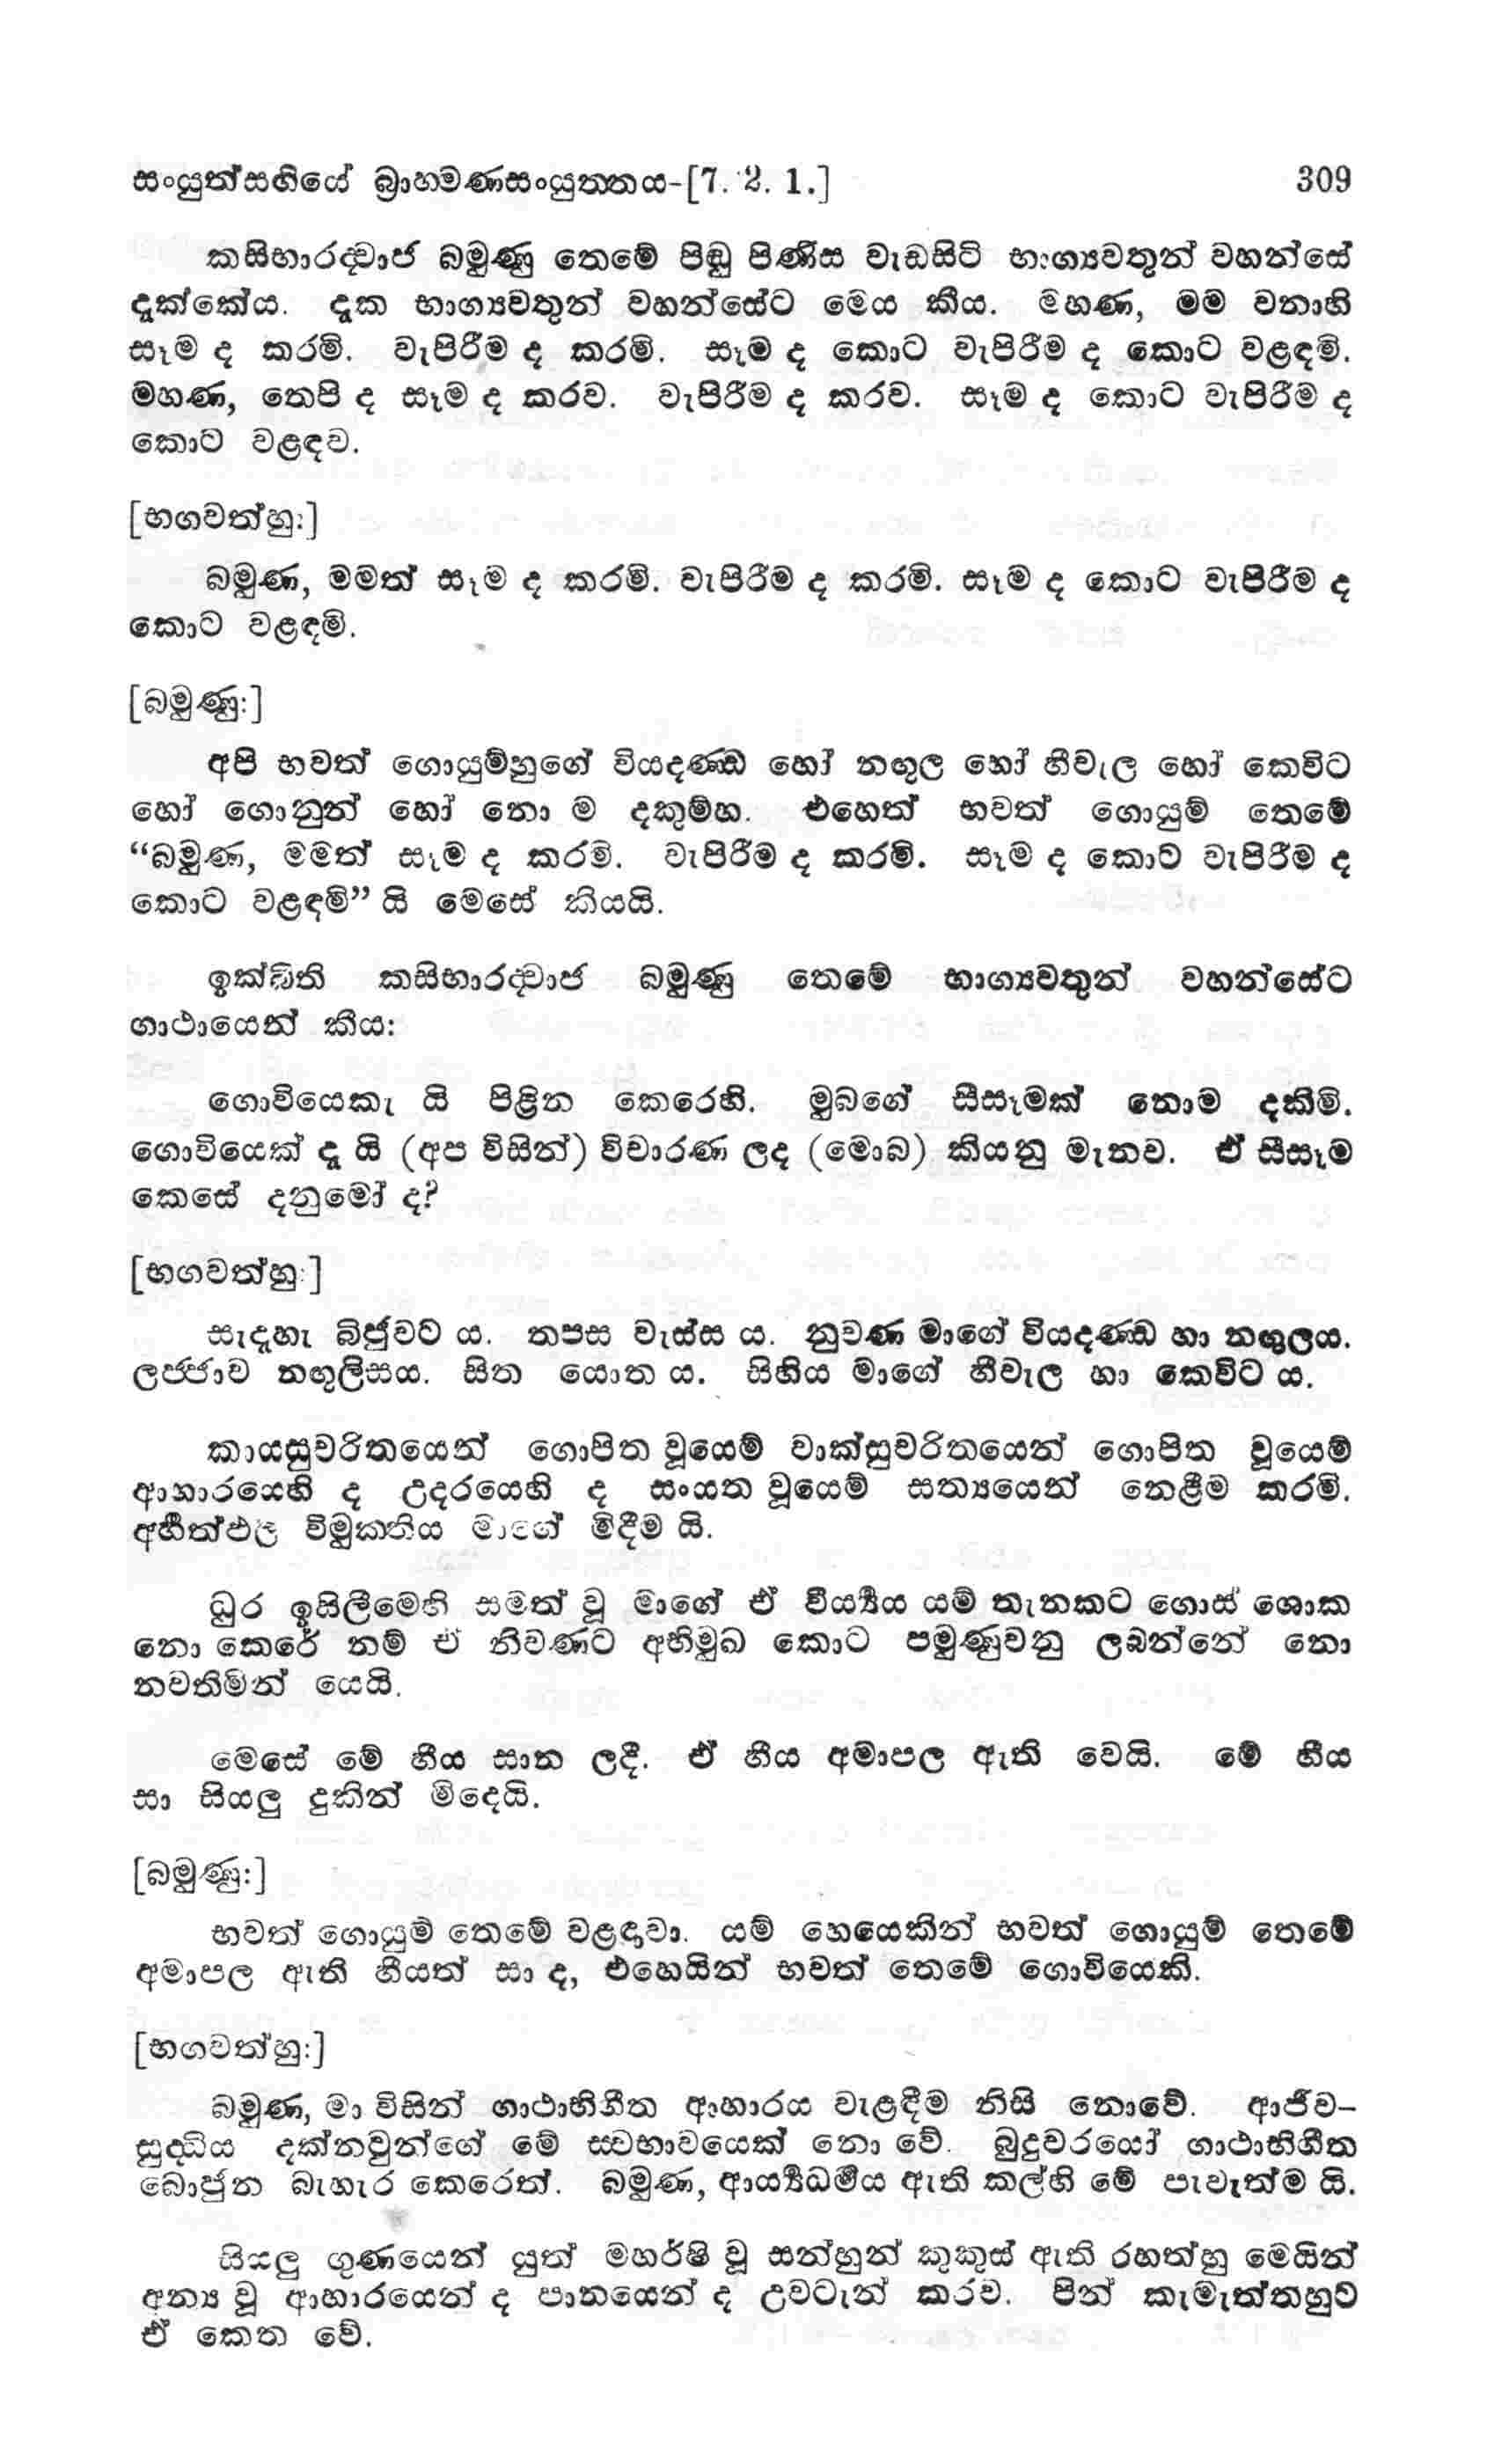 සංයුත්සඟියේ බ්‍රාහමණසංයුත්තය-[7. 2. 1.] 309
කසිභාරද්වාජ බමුණු තෙමේ පිඬු පිණිස වැඩසිටි භාග්‍යවතුන් වහන්සේ
දුක්කේය. දැක භාග්‍යවතුන් වහන්සේට මෙය කීය. මහණ, මම වනාහි
සෑම ද කරමි. වැපිරීම ද කරමි. සෑම ද කොට වැපිරීම ද කොට වළඳමි.
මහණ, තෙපි ද සෑම ද කරව. වැපිරීම ද කරව. සෑම ද කොට වැපිරීම ද
කොට වළඳව.
[භගවත්හු:]
බමුණ, මමත් සෑම ද කරමි. වැපිරීම ද කරමි. සෑම ද කොට වැපිරීම ද
කොට වළඳමි.
[බමුණු:]
අපි භවත් ගොයුම්හුගේ වියදණ්ඩ හෝ නඟුල හෝ හීවැල හෝ කෙවිට
හෝ ගොනුන් හෝ නො ම දකුම්හ. එහෙත් භවත් ගොයුම් තෙමේ
“බමුණ, මමත් සෑම ද කරමි. වැපිරීම ද කරමි. සෑම ද කොට වැපිරීම ද
කොට වළඳමි” යි මෙසේ කියයි.
ඉක්බිති කසිභාරද්වාජ බමුණු තෙමේ භාග්‍යවතුන් වහන්සේට
ගාථායෙන් කීය:
ගොවියෙකැ යි පිළින කෙරෙහි. මුබගේ සීසෑමක් නොම දකිමි.
ගොවියෙක් දැ යි (අප විසින්) විචාරණ ලද (මොබ) කියනු මැනව. ඒ සීසෑම
කෙසේ දනුමෝ ද?
[භගවත්හු:]
සැදැහැ බිජුවට ය. තපස වැස්ස ය. නුවණ මාගේ වියදණ්ඩ හා නඟුලය.
ලජ්ජාව නඟුලිසය. සිත යොත ය. සිහිය මාගේ හීවැල හා කෙවිට ය.
කායසුචරිතයෙන් ගොපිත වූයෙම් වාක්සුචරිතයෙන් ගොපිත වූයෙම්
ආහාරයෙහි ද උදරයෙහි ද සංයත වූයෙම් සත්‍යයෙන් නෙළීම කරමි.
අර්හත්ඵල විමුක්තිය මාගේ මිදීම යි.
ධුර ඉසිලීමෙහි සමත් වූ මාගේ ඒ වීර්‍ය්‍යය යම් තැනකට ගොස් ශොක
නො කෙරේ නම් ඒ නිවණට අභිමුඛ කොට පමුණුවනු ලබන්නේ නො
නවතිමින් යෙයි.
මෙසේ මේ හීය සාන ලදී. ඒ හීය අමාපල ඇති වෙයි. මේ හීය
සා සියලු දුකින් මිදෙයි.
[බමුණු:]
භවත් ගොයුම් තෙමේ වළඳාවා. යම් හෙයෙකින් භවත් ගොයුම් තෙමේ
අමාපල ඇති හීයත් සා ද, එහෙයින් භවත් තෙමේ ගොවියෙකි.
[භගවත්හු:]
බමුණ, මා විසින් ගාථාභිගීත ආහාරය වැළඳීම නිසි නොවේ. ආජීව-
සුද්ධිය දක්නවුන්ගේ මේ ස්වභාවයෙක් නො වේ. බුදුවරයෝ ගාථාභිගීත
බොජුන බැහැර කෙරෙත්. බමුණ, ආර්‍ය්‍යධර්මය ඇති කල්හි මේ පැවැත්ම යි.
සියලු ගුණයෙන් යුත් මහර්ෂි වූ සන්හුන් කුකුස් ඇති රහත්හු මෙයින්
අන්‍ය වූ ආහාරයෙන් ද පානයෙන් ද උවටැන් කරව. පින් කැමැත්තහුට
ඒ කෙත වේ.